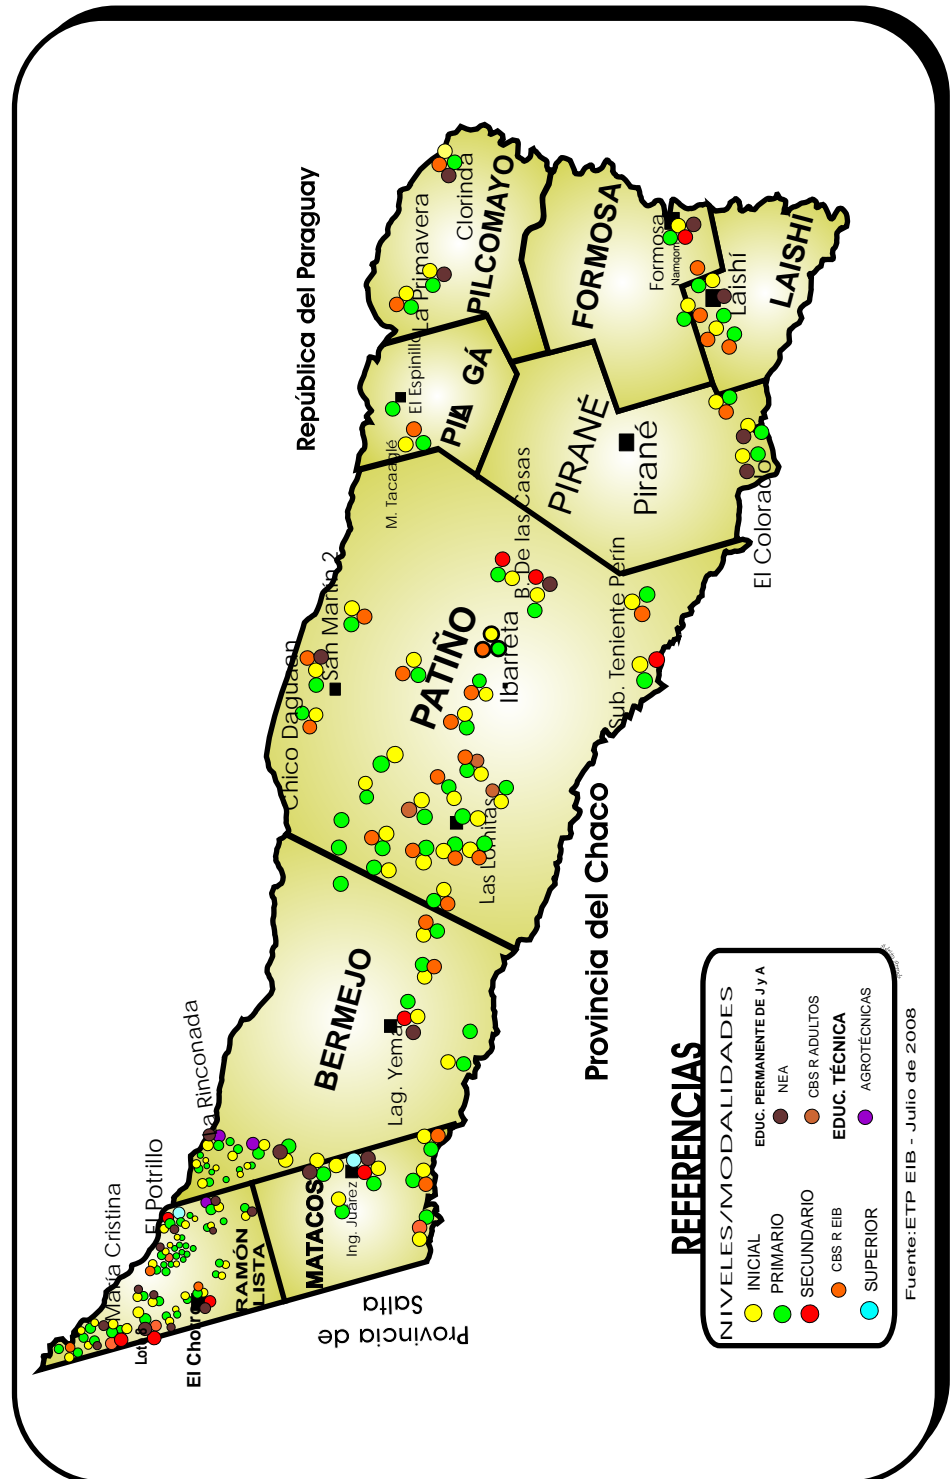 República del Paraguay
Clorinda
PILCOMAYO
La Primavera
FORMOSA
Formosa
Namqom
LAISHÍ
Laishí
El Espinillo
PILAGÁ
M. Tacaaglé
PIRANÉ
Pirané
El Colorado
B. De las Casas
Sub. Teniente Perín
San Martín 2
PATIÑO
Ibarreta
Chico Daguaan
Las Lomitas
Provincia del Chaco
BERMEJO
Lag. Yema
La Rinconada
El Potrillo
María Cristina
MATACOS
Ing. Juárez
RAMÓN
LISTA
Lote 8
El Chorro
Provincia de
Salta
REFERENCIAS
NIVELES/MODALIDADES
INICIAL
PRIMARIO
SECUNDARIO
CBS R EIB
SUPERIOR
EDUC. PERMANENTE DE J y A
NEA
CBS R ADULTOS
EDUC. TÉCNICA
AGROTÉCNICAS
Fuente:ETP EIB - Julio de 2008